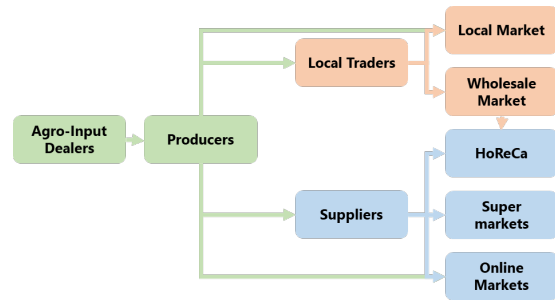 Local Market
Local Traders
Wholesale
Market
Agro-Input
Dealers
Producers
HoReCa
Suppliers
Super
markets
Online
Markets